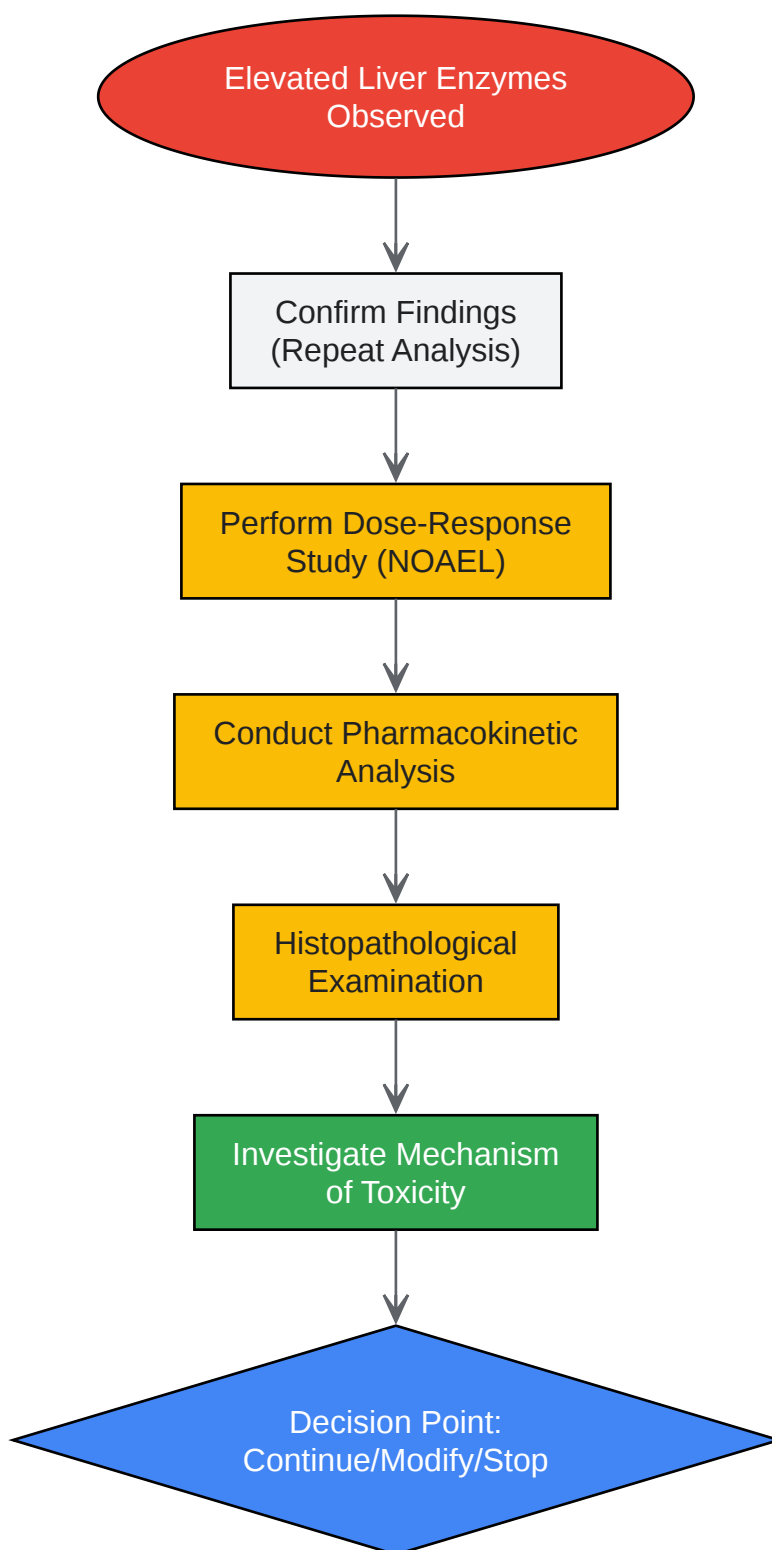 Elevated Liver Enzymes
Observed
Confirm Findings
(Repeat Analysis)
Perform Dose-Response
Study (NOAEL)
Conduct Pharmacokinetic
Analysis
Histopathological
Examination
Investigate Mechanism
of Toxicity
Decision Point:
Continue/Modify/Stop